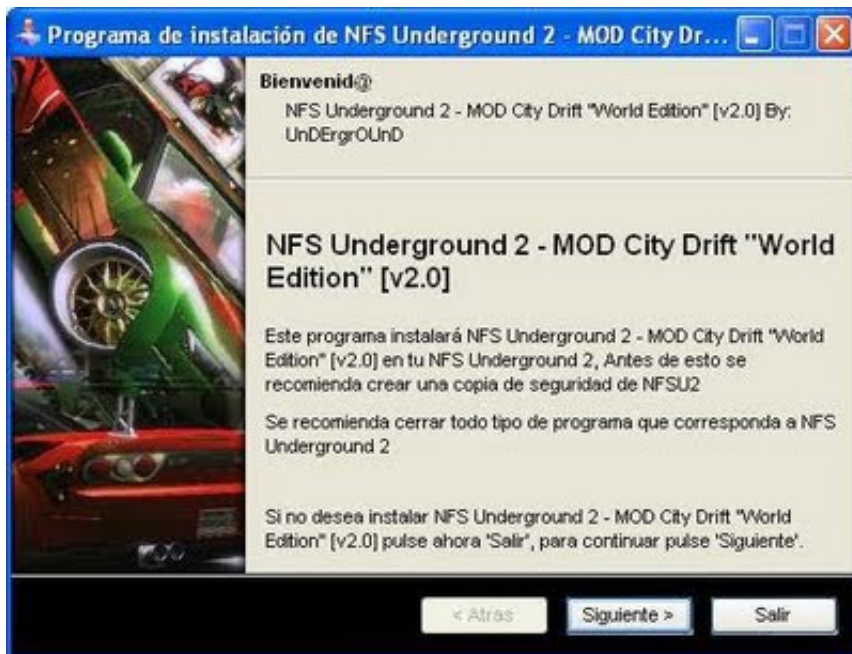 Programa de instalación de NFS Underground 2 - MOD City Dr...
Bienvenid@
NFS Underground 2 - MOD City Drift "World Edition" [v2.0] By:
UnDErgrOUnD
NFS Underground 2 - MOD City Drift "World
Edition" [v2.0]
Este programa instalará NFS Underground 2 - MOD City Drift "World
Edition" [v2.0] en tu NFS Underground 2, Antes de esto se
recomienda crear una copia de seguridad de NFSU2
Se recomienda cerrar todo tipo de programa que corresponda a NFS
Underground 2
Si no desea instalar NFS Underground 2 - MOD City Drift "World
Edition" [v2.0] pulse ahora 'Salir', para continuar pulse 'Siguiente'.
< Atras
Siguiente >
Salir